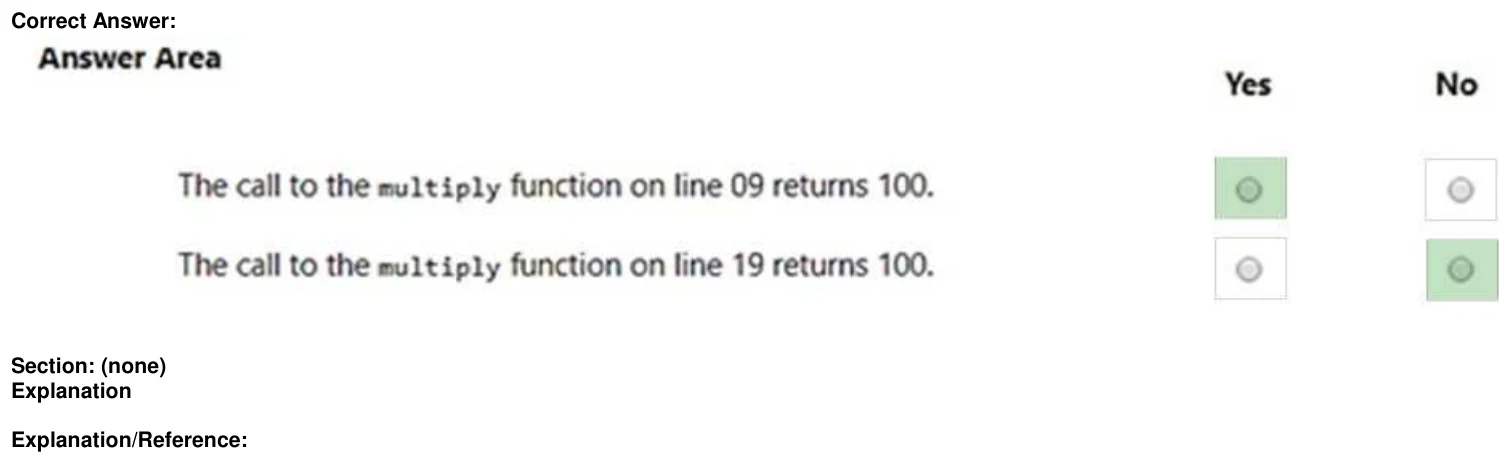 Correct Answer:
Answer Area
Yes No
The call to the multiply function on line 09 returns 100.
The call to the multiply function on line 19 returns 100.
Section: (none)
Explanation
Explanation/Reference: